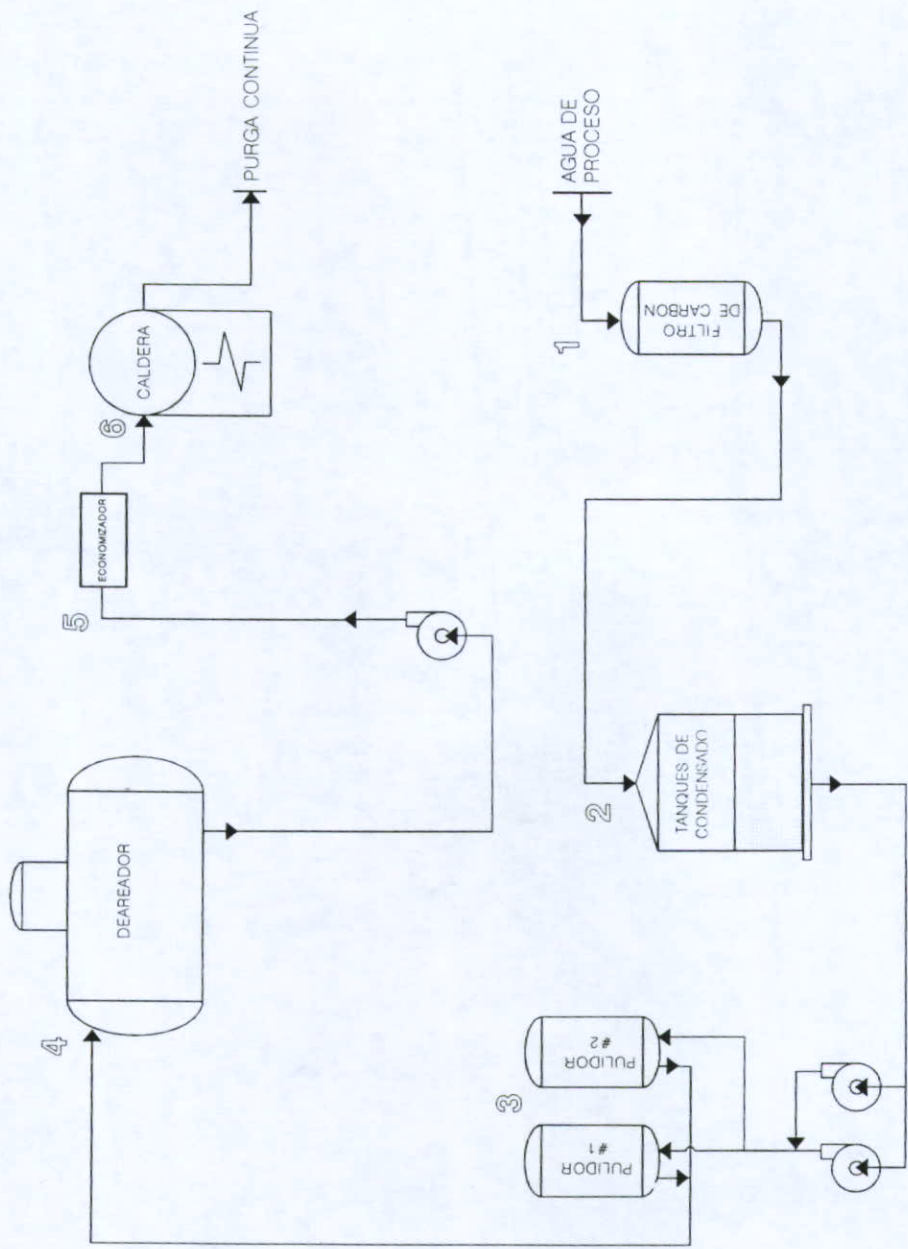 1
AGUA DE
PROCESO
FILTRO
DE CARBON
2
TANQUES DE
CONDENSADO
3
PULIDOR
#1
PULIDOR
#2
4
DEAREADOR
5
ECONOMIZADOR
6
CALDERA
PURGA CONTINUA